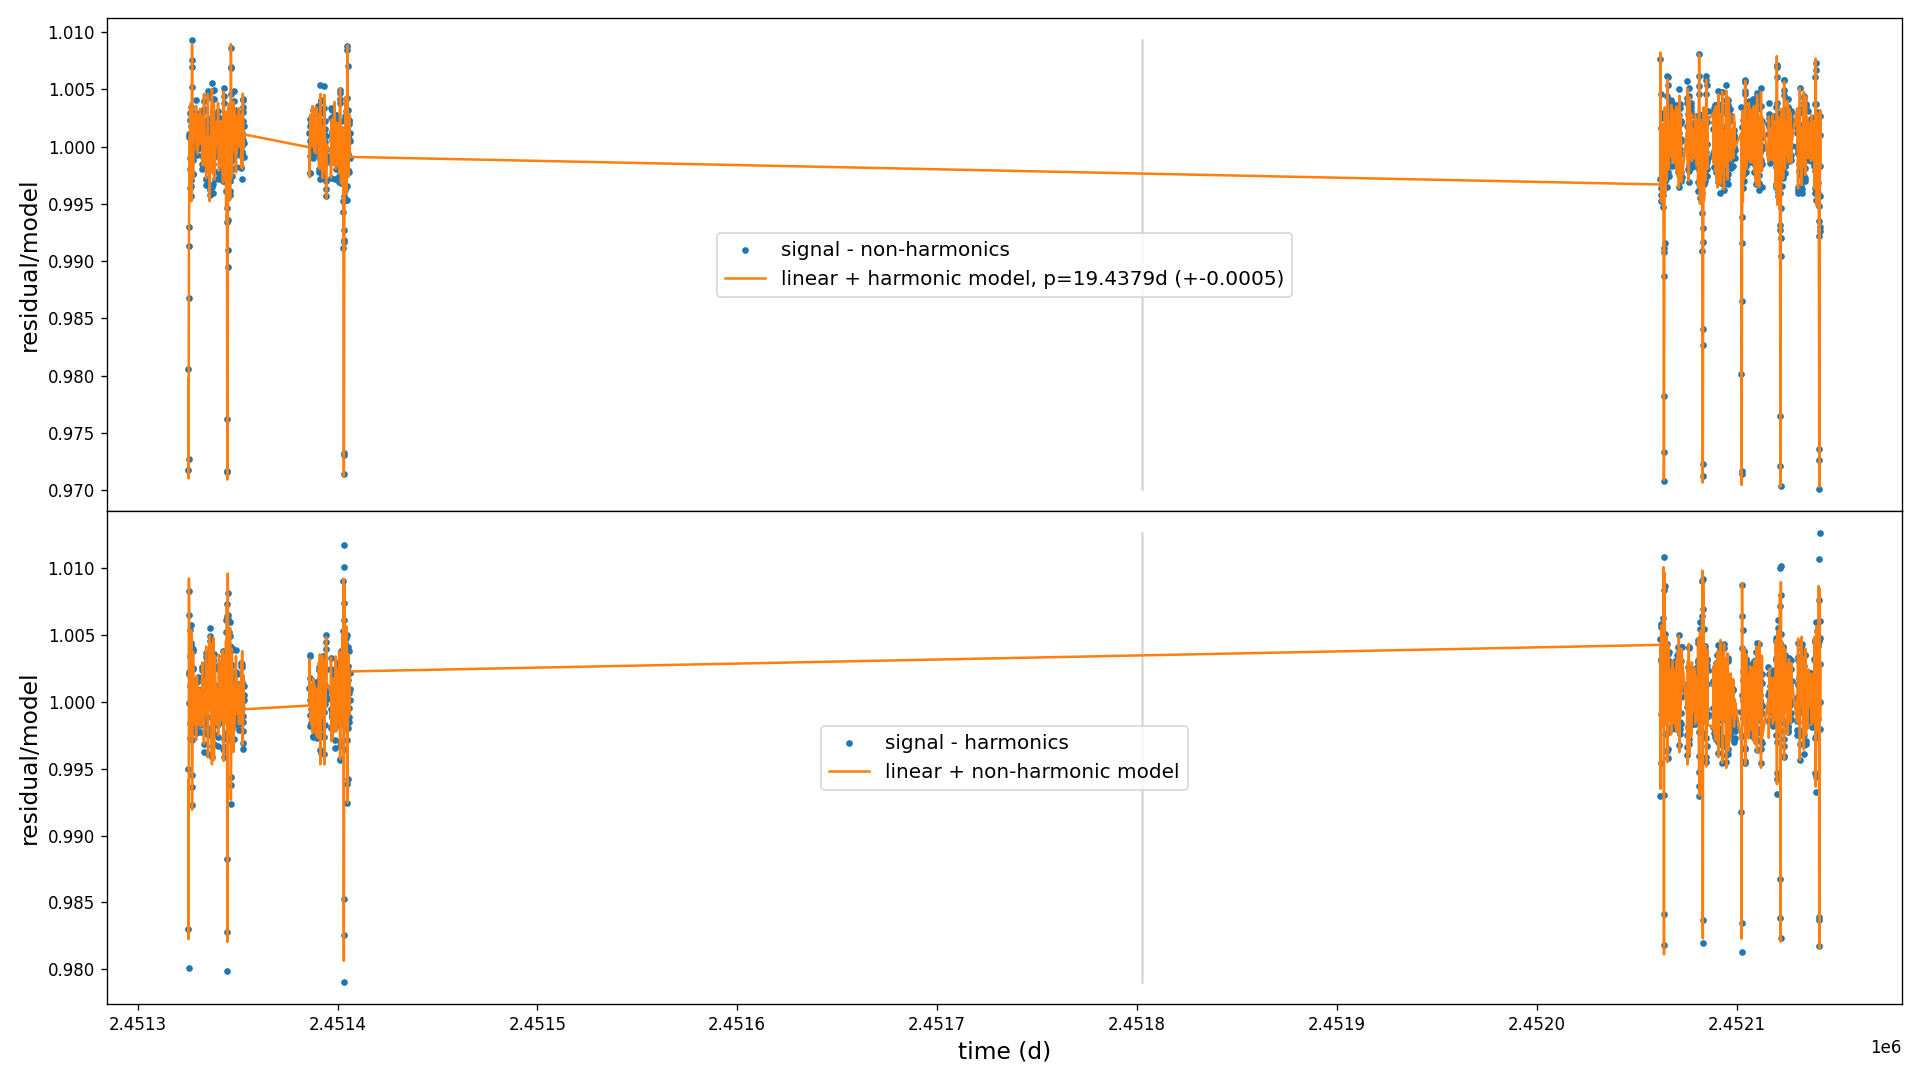 1.010
1.005
1.000
0.995
0.990
0.985
0.980
0.975
0.970
residual/model
signal - non-harmonics
linear + harmonic model, p=19.4379d (+-0.0005)
1.010
1.005
1.000
0.995
0.990
0.985
0.980
residual/model
signal - harmonics
linear + non-harmonic model
2.4513 2.4514 2.4515 2.4516 2.4517 2.4518 2.4519 2.4520 2.4521
1e6
time (d)